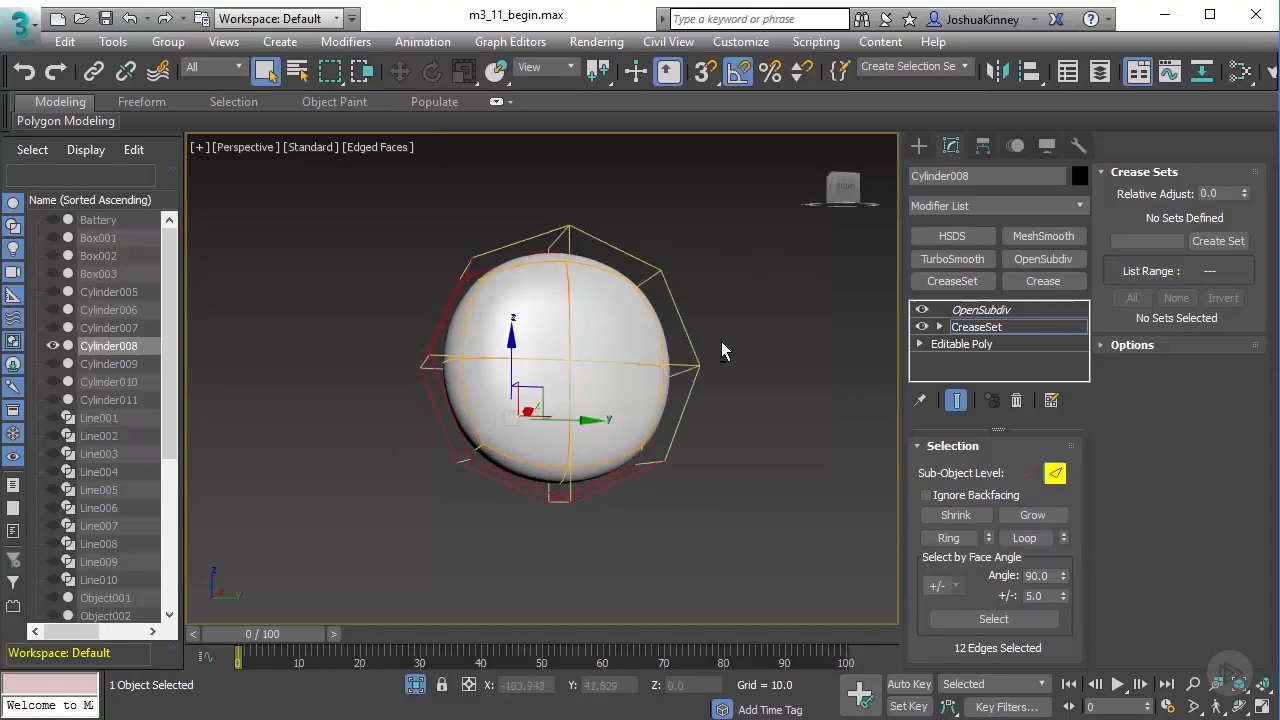 Workspace: Default
m3_11_begin.max
Type a keyword or phrase
JoshuaKinney
Edit Tools Group Views Create Modifiers Animation Graph Editors Rendering Civil View Customize Scripting Content Help
All
View
Create Selection Se
Modeling Freeform Selection Object Paint Populate
Polygon Modeling
Select Display Edit
Name (Sorted Ascending)
Battery
Box001
Box002
Box003
Cylinder005
Cylinder006
Cylinder007
Cylinder008
Cylinder009
Cylinder010
Cylinder011
Line001
Line002
Line003
Line004
Line005
Line006
Line007
Line008
Line009
Line010
Object001
Object002
Workspace: Default
[+] [Perspective] [Standard] [Edged Faces]
z
y
z
y
0 / 100
0 10 20 30 40 50 60 70 80 90 100
Cylinder008
Modifier List
HSDS MeshSmooth
TurboSmooth OpenSubdiv
CreaseSet Crease
OpenSubdiv
CreaseSet
Editable Poly
Selection
Sub-Object Level:
Ignore Backfacing
Shrink Grow
Ring Loop
Select by Face Angle
+/- Angle: 90.0
+/-: 5.0
Select
12 Edges Selected
Crease Sets
Relative Adjust: 0.0
No Sets Defined
Create Set
List Range : ---
All None Invert
No Sets Selected
Options
Welcome to M
1 Object Selected
X: -103.943 Y: 41.829 Z: 0.0
Grid = 10.0
Add Time Tag
Auto Key Selected
Set Key Key Filters...
0